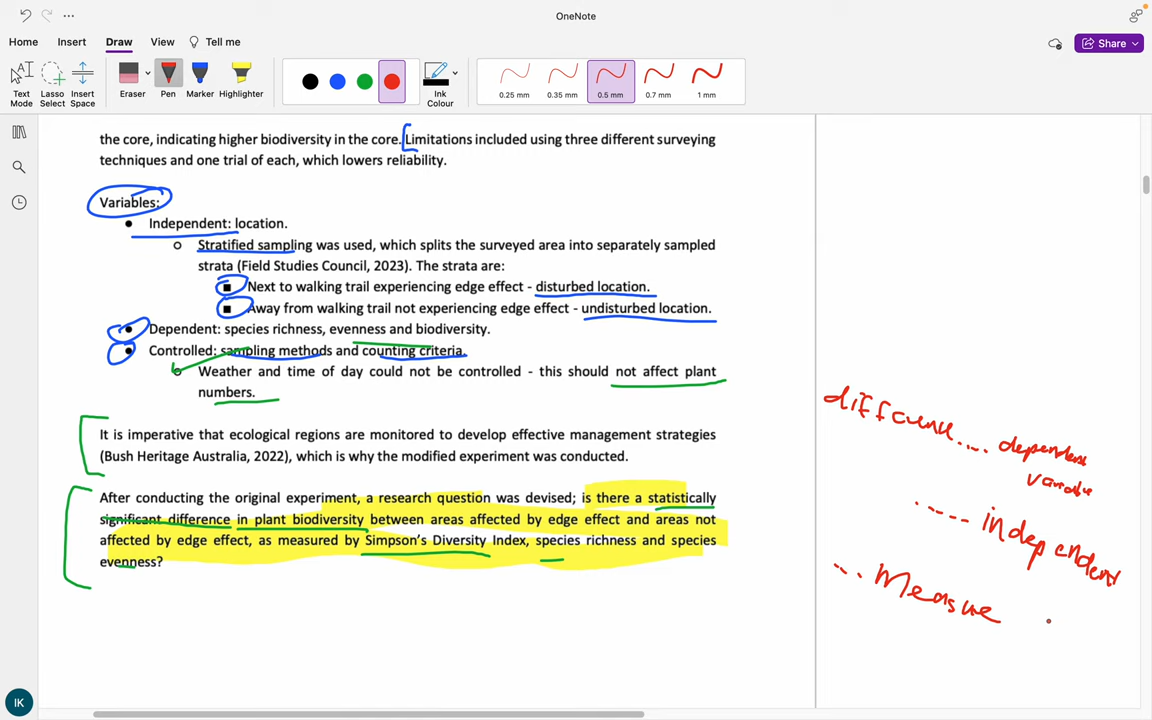 OneNote
Home Insert Draw View Tell me
Share
Text Mode
Lasso Select
Insert Space
Eraser
Pen
Marker
Highlighter
Ink Colour
0.25 mm
0.35 mm
0.5 mm
0.7 mm
1 mm
the core, indicating higher biodiversity in the core. Limitations included using three different surveying
techniques and one trial of each, which lowers reliability.
Variables:
● Independent: location.
○ Stratified sampling was used, which splits the surveyed area into separately sampled
strata (Field Studies Council, 2023). The strata are:
■ Next to walking trail experiencing edge effect - disturbed location.
■ Away from walking trail not experiencing edge effect - undisturbed location.
● Dependent: species richness, evenness and biodiversity.
● Controlled: sampling methods and counting criteria.
○ Weather and time of day could not be controlled - this should not affect plant
numbers.
It is imperative that ecological regions are monitored to develop effective management strategies
(Bush Heritage Australia, 2022), which is why the modified experiment was conducted.
After conducting the original experiment, a research question was devised; is there a statistically
significant difference in plant biodiversity between areas affected by edge effect and areas not
affected by edge effect, as measured by Simpson's Diversity Index, species richness and species
evenness?
difference .... dependent
variable
..... independent
... measure
IK